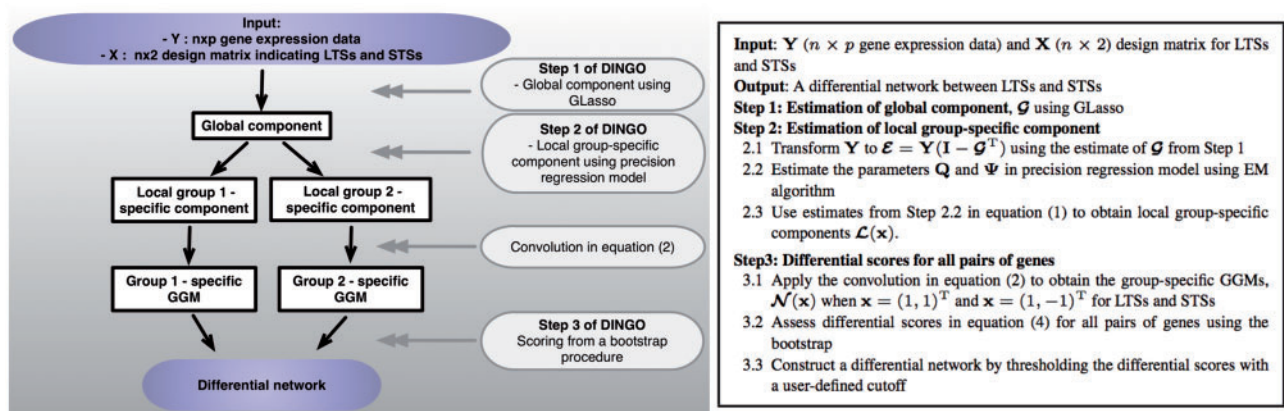 Input:
- Y : nxp gene expression data
- X : nx2 design matrix indicating LTSs and STSs
Step 1 of DINGO
- Global component using
GLasso
Global component
Step 2 of DINGO
- Local group-specific
component using precision
regression model
Local group 1 -
specific component
Local group 2 -
specific component
Convolution in equation (2)
Group 1 - specific
GGM
Group 2 - specific
GGM
Step 3 of DINGO
Scoring from a bootstrap
procedure
Differential network
Input: Y (n × p gene expression data) and X (n × 2) design matrix for LTSs
and STSs
Output: A differential network between LTSs and STSs
Step 1: Estimation of global component, 𝓖 using GLasso
Step 2: Estimation of local group-specific component
2.1 Transform Y to 𝓔 = Y(I − 𝓖ᵀ) using the estimate of 𝓖 from Step 1
2.2 Estimate the parameters Q and Ψ in precision regression model using EM
algorithm
2.3 Use estimates from Step 2.2 in equation (1) to obtain local group-specific
components 𝓛(x).
Step3: Differential scores for all pairs of genes
3.1 Apply the convolution in equation (2) to obtain the group-specific GGMs,
𝓝(x) when x = (1, 1)ᵀ and x = (1, −1)ᵀ for LTSs and STSs
3.2 Assess differential scores in equation (4) for all pairs of genes using the
bootstrap
3.3 Construct a differential network by thresholding the differential scores with
a user-defined cutoff